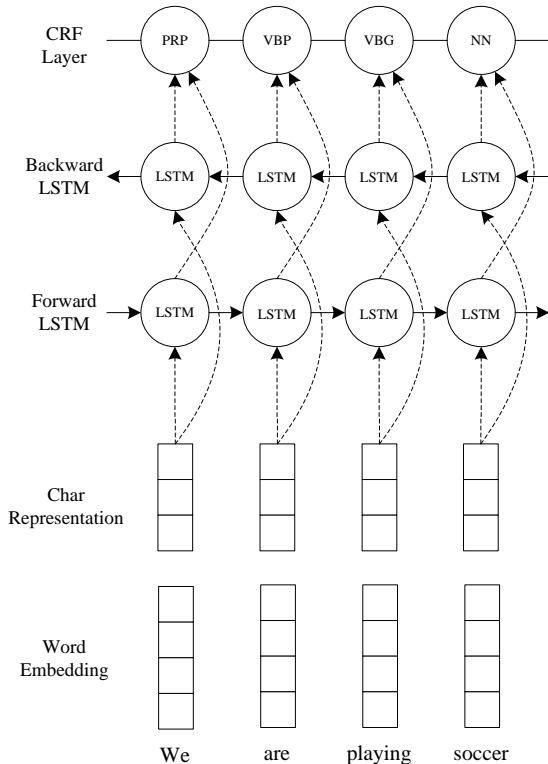 CRF
Layer
PRP VBP VBG NN
Backward
LSTM
LSTM LSTM LSTM LSTM
Forward
LSTM
LSTM LSTM LSTM LSTM
Char
Representation
Word
Embedding
We are playing soccer